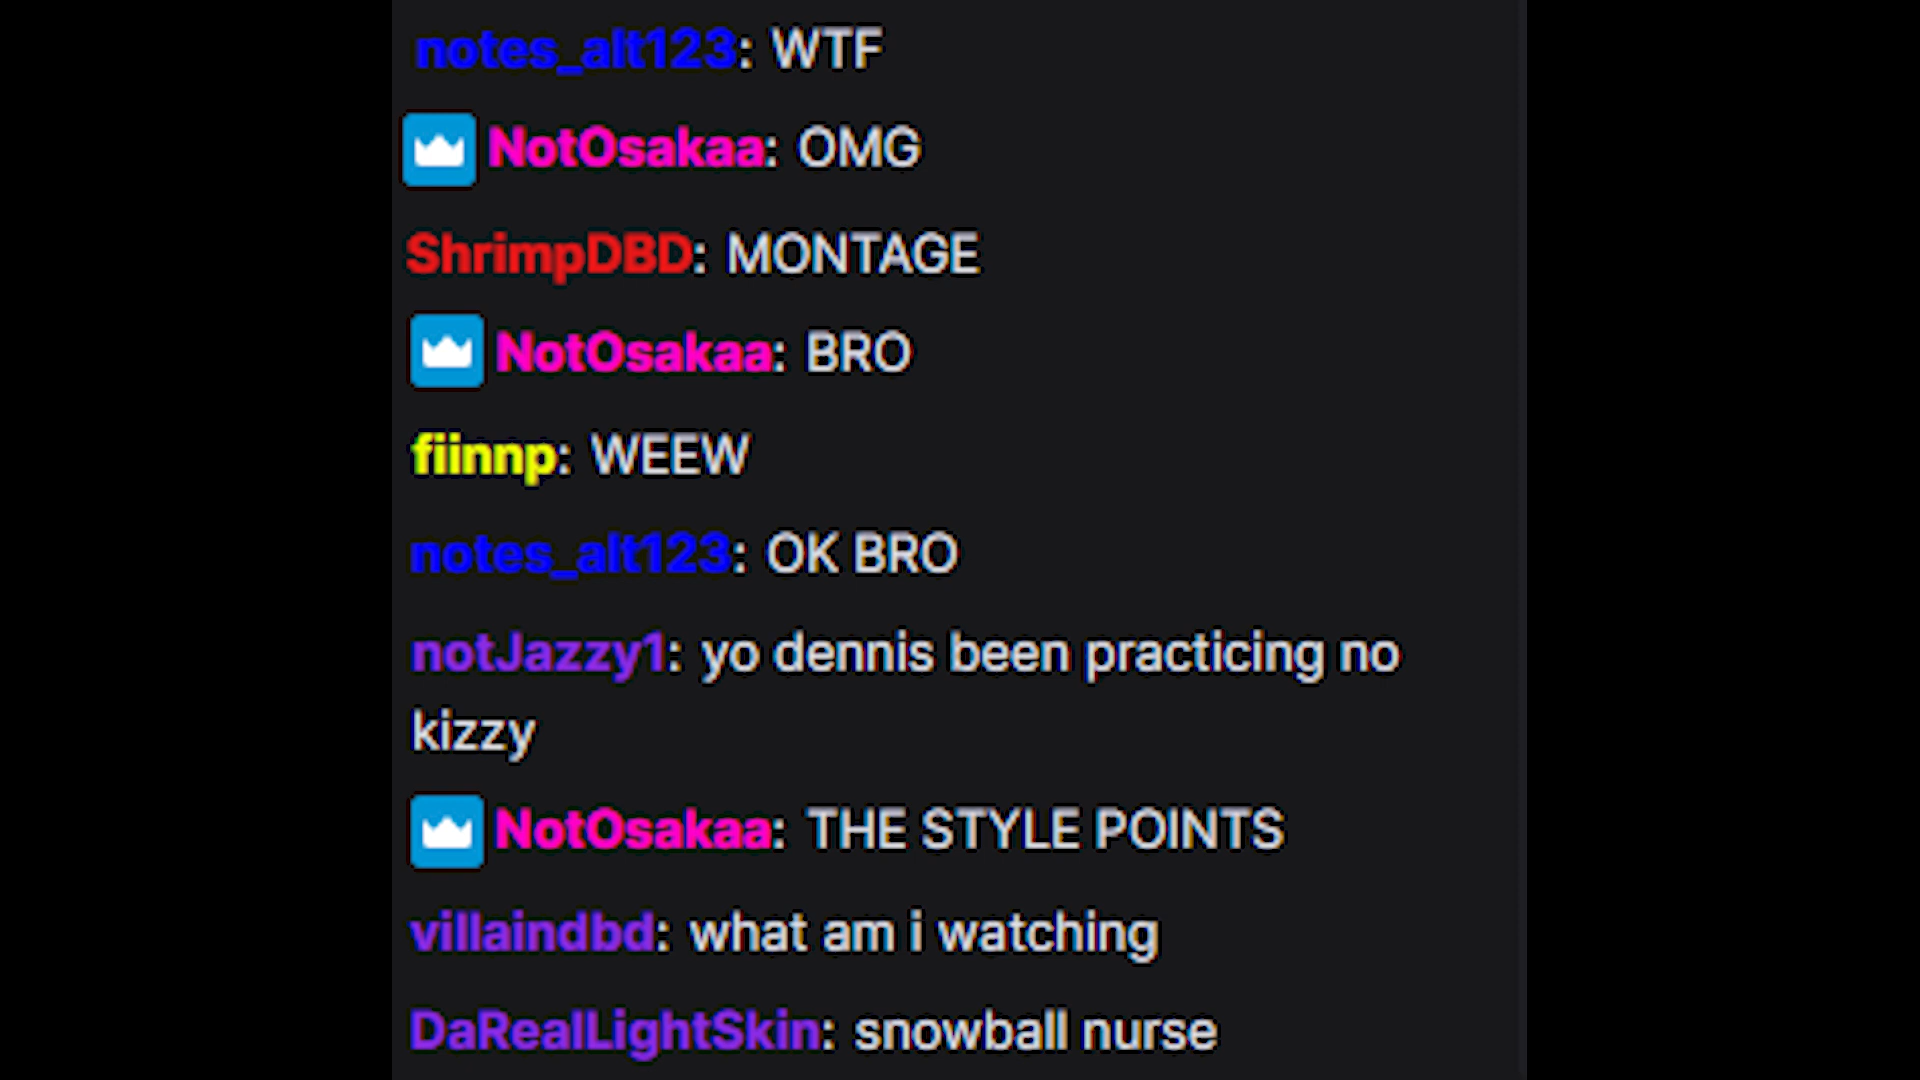 notes_alt123: WTF
NotOsakaa: OMG
ShrimpDBD: MONTAGE
NotOsakaa: BRO
fiinnp: WEEW
notes_alt123: OK BRO
notJazzy1: yo dennis been practicing no
kizzy
NotOsakaa: THE STYLE POINTS
villaindbd: what am i watching
DaRealLightSkin: snowball nurse